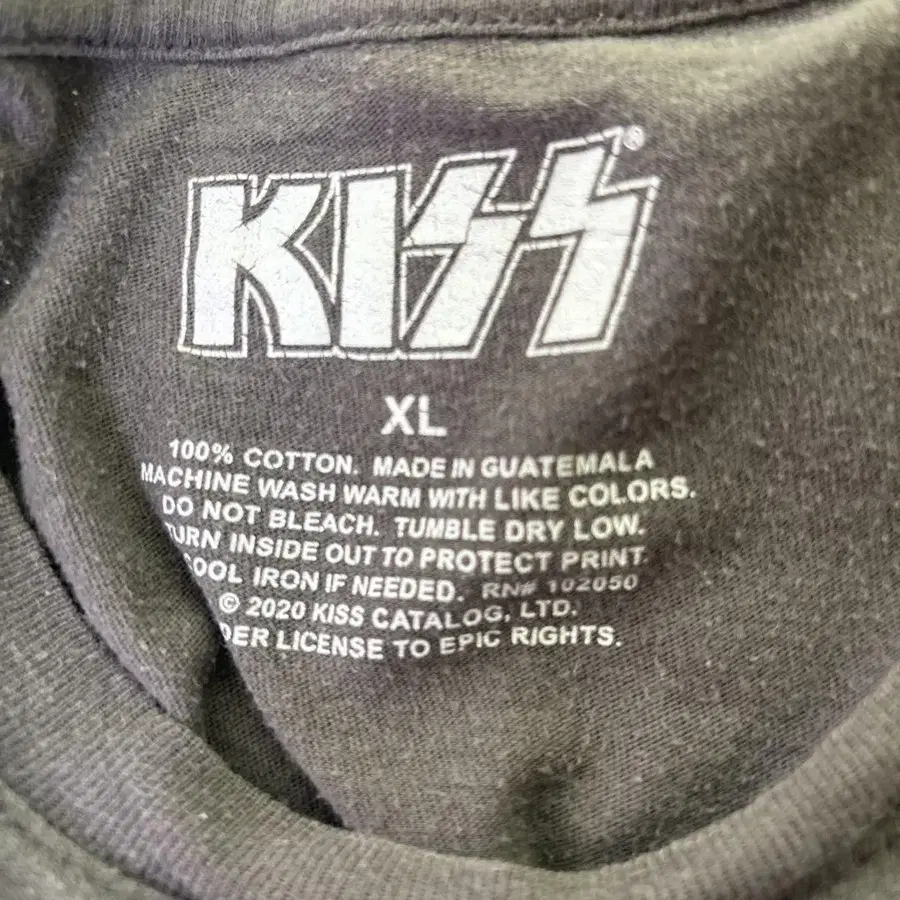 KISS®
XL
100% COTTON. MADE IN GUATEMALA
MACHINE WASH WARM WITH LIKE COLORS.
DO NOT BLEACH. TUMBLE DRY LOW.
URN INSIDE OUT TO PROTECT PRINT.
OOL IRON IF NEEDED. RN# 102050
© 2020 KISS CATALOG, LTD.
DER LICENSE TO EPIC RIGHTS.